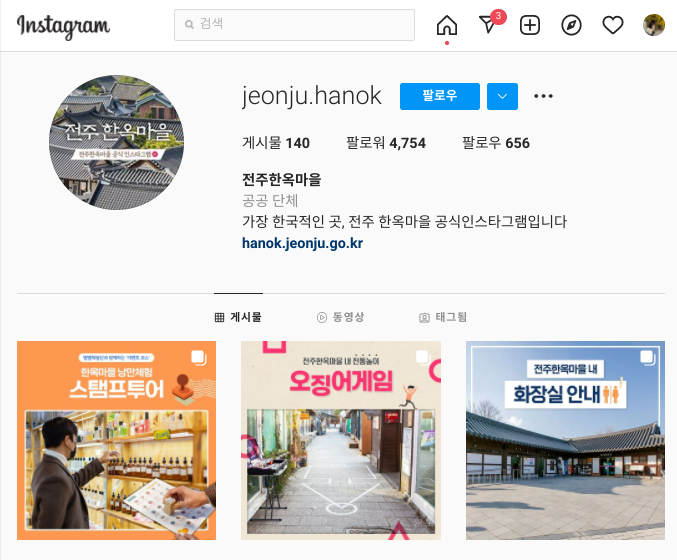 Instagram
검색
3
jeonju.hanok
팔로우
게시물 140
팔로워 4,754
팔로우 656
전주한옥마을
공공 단체
가장 한국적인 곳, 전주 한옥마을 공식인스타그램입니다
hanok.jeonju.go.kr
전주 한옥마을
전주한옥마을 공식 인스타그램
게시물
동영상
태그됨
한옥마을 낭만체험
스탬프투어
전주한옥마을 내 전통놀이
오징어게임
전주한옥마을 내
화장실 안내